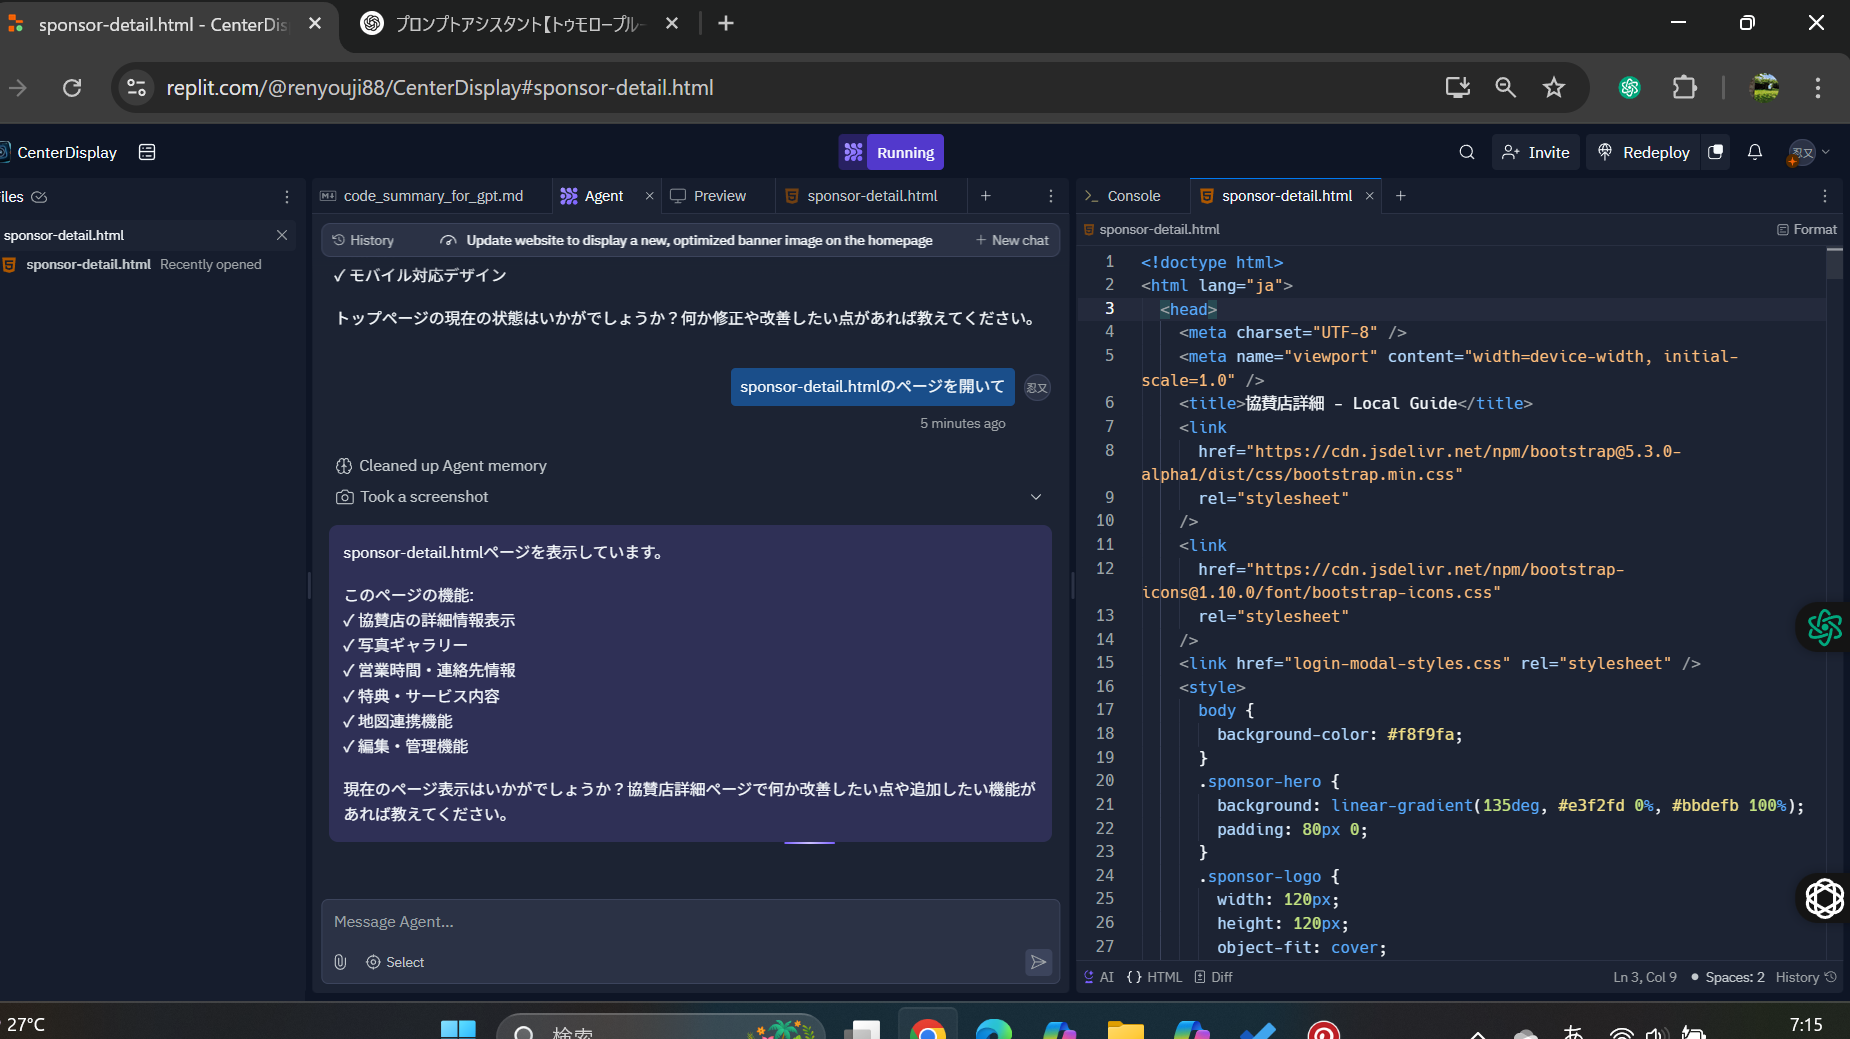 sponsor-detail.html - CenterDis
プロンプトアシスタント【トゥモロープルー
replit.com/@renyouji88/CenterDisplay#sponsor-detail.html
CenterDisplay
Running
Invite
Redeploy
忍又
iles
sponsor-detail.html
sponsor-detail.html Recently opened
code_summary_for_gpt.md
Agent
Preview
sponsor-detail.html
History
Update website to display a new, optimized banner image on the homepage
+ New chat
✓ モバイル対応デザイン
トップページの現在の状態はいかがでしょうか？何か修正や改善したい点があれば教えてください。
sponsor-detail.htmlのページを開いて
忍又
5 minutes ago
Cleaned up Agent memory
Took a screenshot
sponsor-detail.htmlページを表示しています。
このページの機能:
✓ 協賛店の詳細情報表示
✓ 写真ギャラリー
✓ 営業時間・連絡先情報
✓ 特典・サービス内容
✓ 地図連携機能
✓ 編集・管理機能
現在のページ表示はいかがでしょうか？協賛店詳細ページで何か改善したい点や追加したい機能が
あれば教えてください。
Message Agent...
Select
Console
sponsor-detail.html
sponsor-detail.html
Format
1 <!doctype html>
2 <html lang="ja">
3 <head>
4 <meta charset="UTF-8" />
5 <meta name="viewport" content="width=device-width, initial-
scale=1.0" />
6 <title>協賛店詳細 - Local Guide</title>
7 <link
8 href="https://cdn.jsdelivr.net/npm/bootstrap@5.3.0-
alpha1/dist/css/bootstrap.min.css"
9 rel="stylesheet"
10 />
11 <link
12 href="https://cdn.jsdelivr.net/npm/bootstrap-
icons@1.10.0/font/bootstrap-icons.css"
13 rel="stylesheet"
14 />
15 <link href="login-modal-styles.css" rel="stylesheet" />
16 <style>
17 body {
18 background-color: #f8f9fa;
19 }
20 .sponsor-hero {
21 background: linear-gradient(135deg, #e3f2fd 0%, #bbdefb 100%);
22 padding: 80px 0;
23 }
24 .sponsor-logo {
25 width: 120px;
26 height: 120px;
27 object-fit: cover;
AI
{} HTML
Diff
Ln 3, Col 9
Spaces: 2
History
27°C
検索
あ
7:15